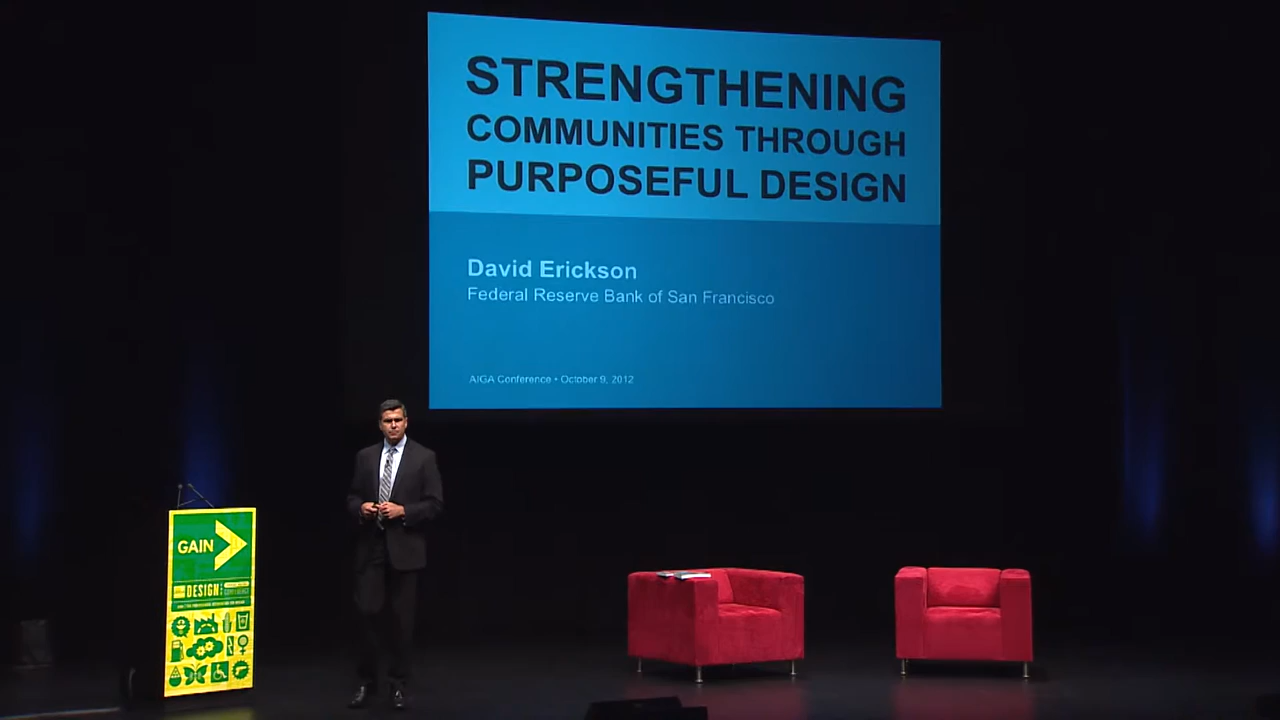 STRENGTHENING
COMMUNITIES THROUGH
PURPOSEFUL DESIGN
David Erickson
Federal Reserve Bank of San Francisco
AIGA Conference • October 9, 2012
GAIN
DESIGN
CONFERENCE